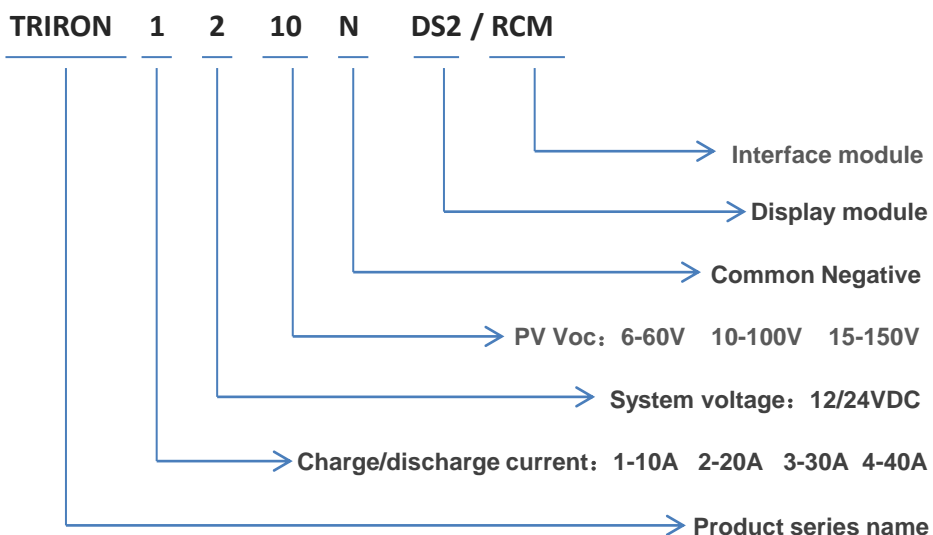 TRIRON 1 2 10 N DS2 / RCM
Interface module
Display module
Common Negative
PV Voc：6-60V 10-100V 15-150V
System voltage：12/24VDC
Charge/discharge current：1-10A 2-20A 3-30A 4-40A
Product series name